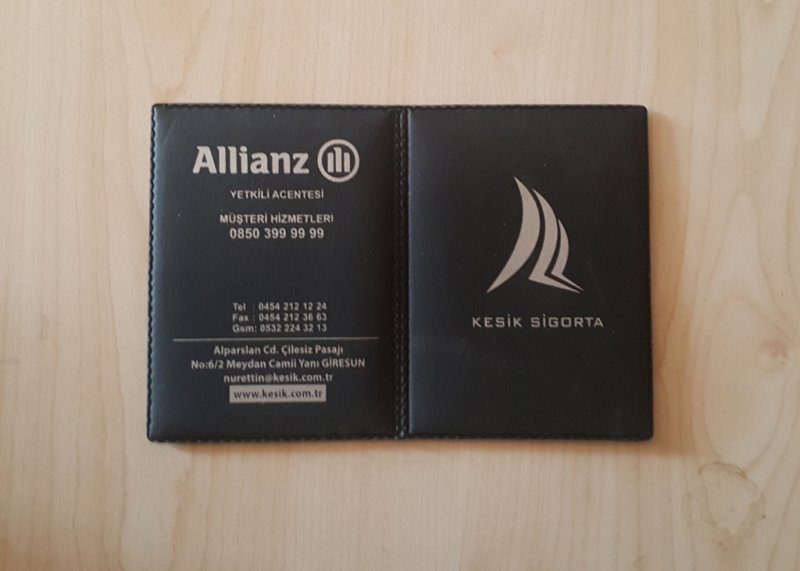 Allianz
YETKİLİ ACENTESİ
MÜŞTERİ HİZMETLERİ
0850 399 99 99
Tel : 0454 212 12 24
Fax : 0454 212 36 63
Gsm: 0532 224 32 13
Alparslan Cd. Çilesiz Pasajı
No:6/2 Meydan Camii Yanı GİRESUN
nurettin@kesik.com.tr
www.kesik.com.tr
KESİK SİGORTA